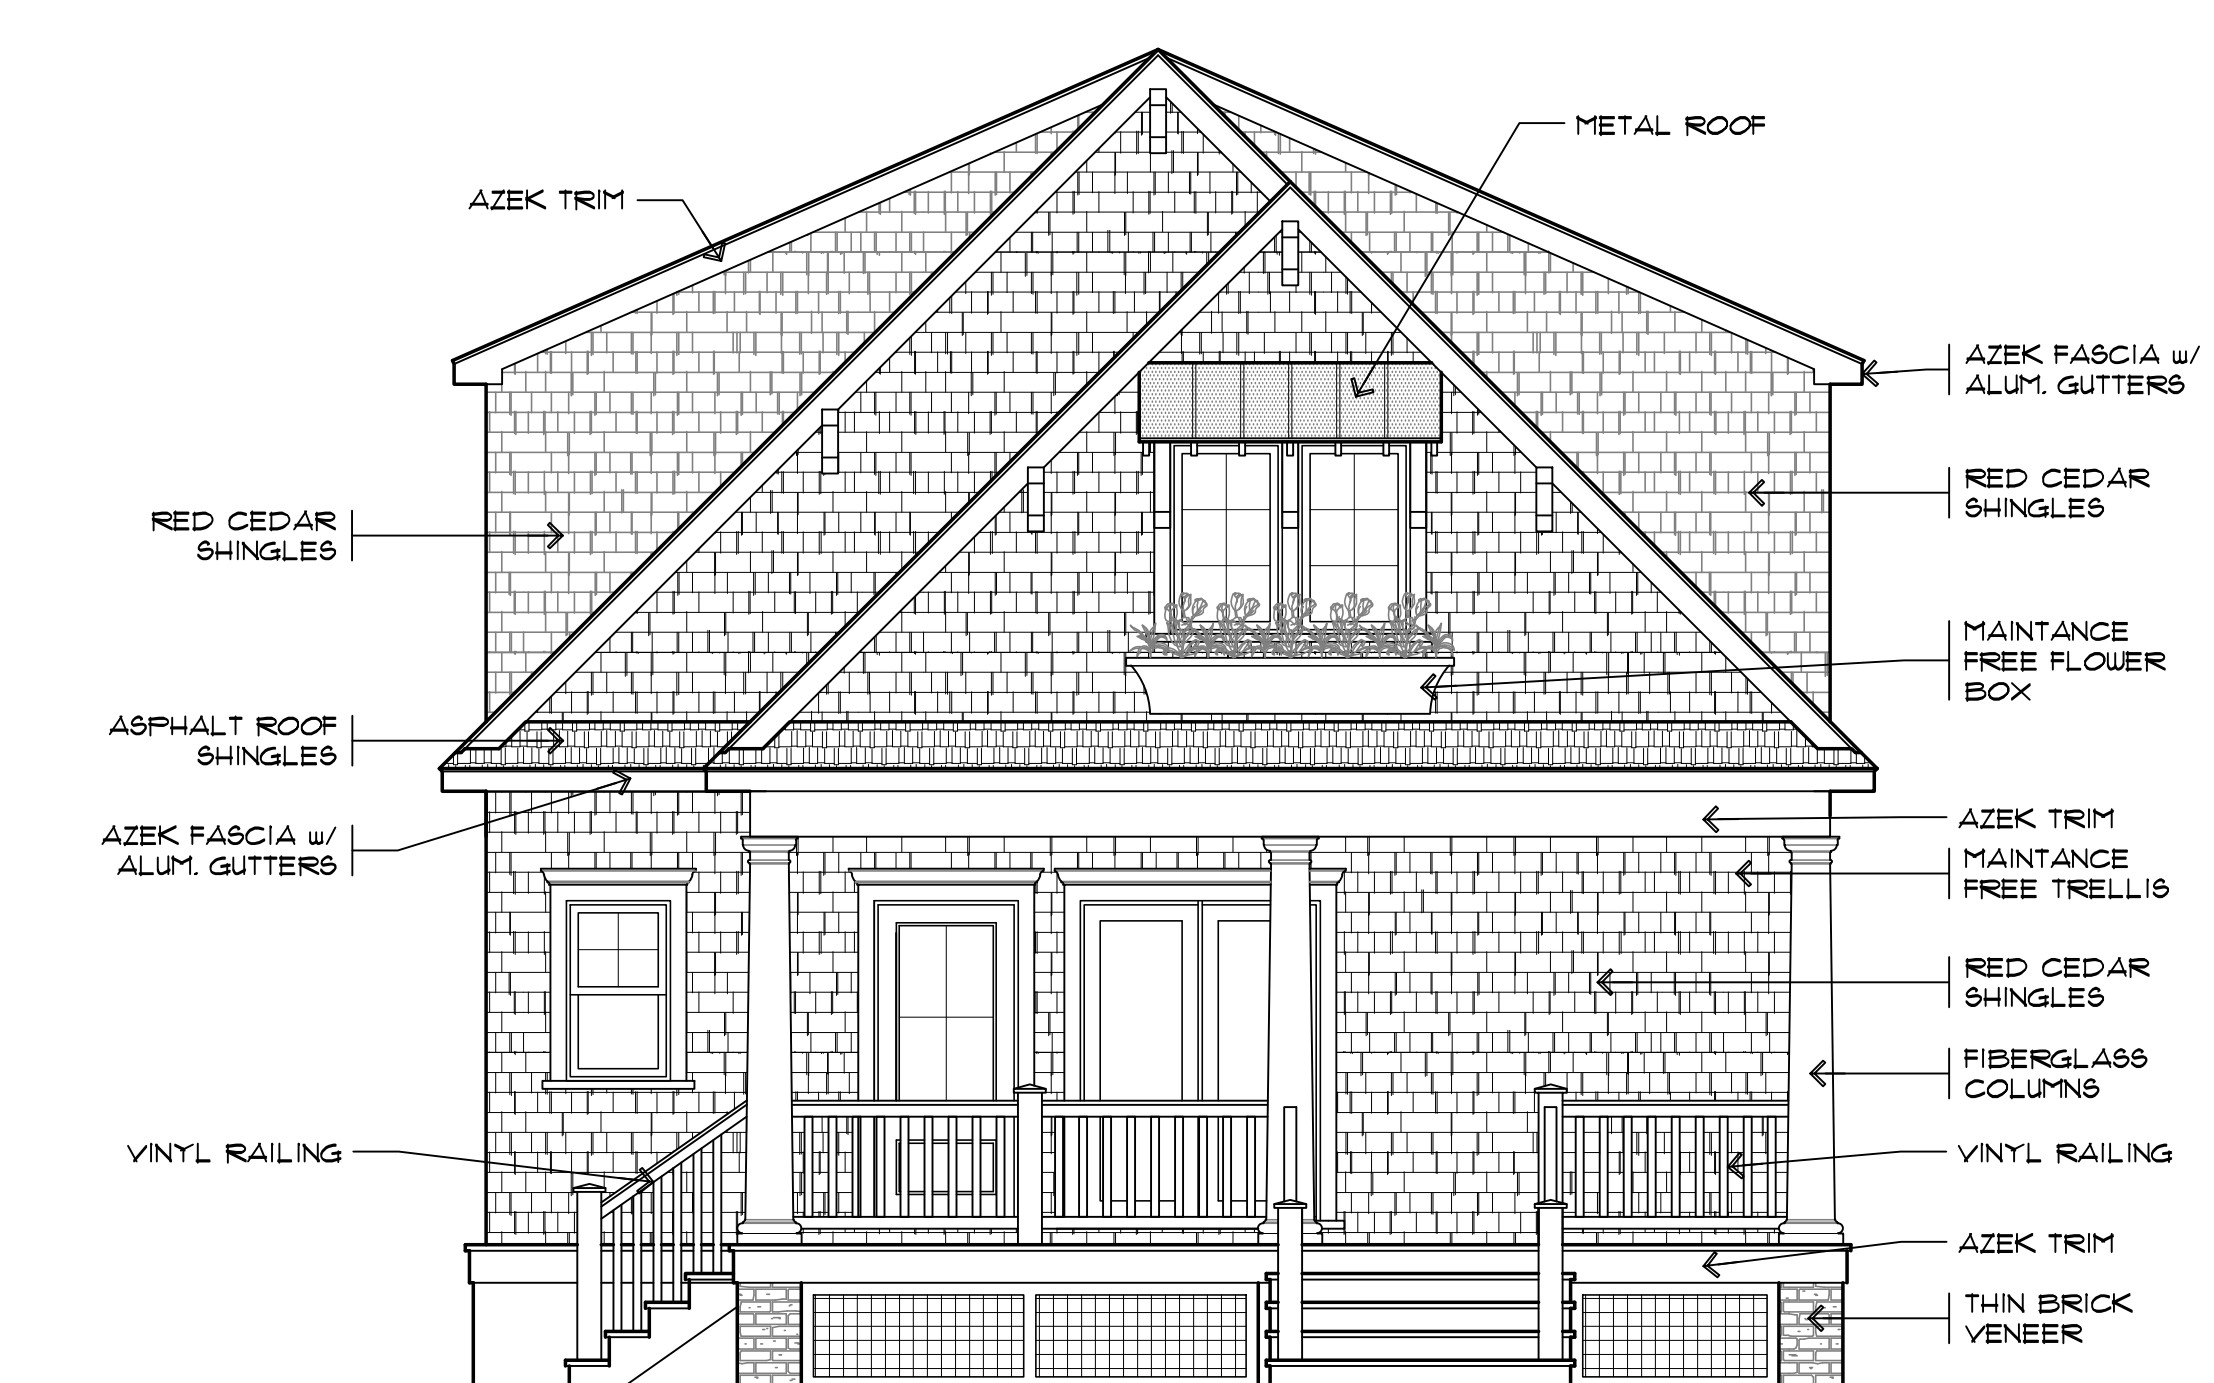 METAL ROOF
AZEK TRIM
AZEK FASCIA w/
ALUM. GUTTERS
RED CEDAR
SHINGLES
RED CEDAR
SHINGLES
MAINTANCE
FREE FLOWER
BOX
ASPHALT ROOF
SHINGLES
AZEK TRIM
AZEK FASCIA w/
ALUM. GUTTERS
MAINTANCE
FREE TRELLIS
RED CEDAR
SHINGLES
FIBERGLASS
COLUMNS
VINYL RAILING
VINYL RAILING
AZEK TRIM
THIN BRICK
VENEER